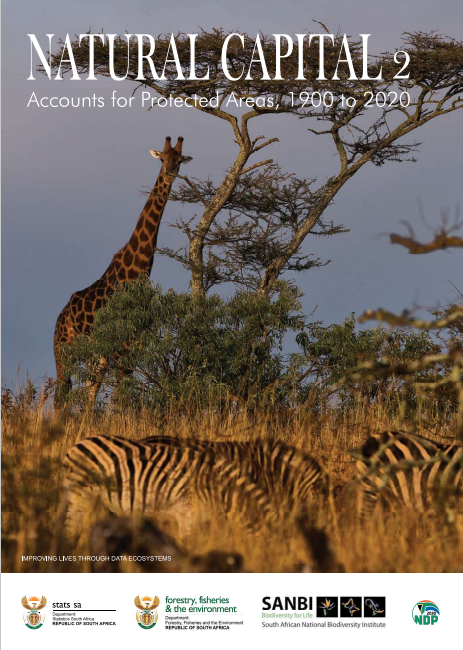 NATURAL CAPITAL 2
Accounts for Protected Areas, 1900 to 2020
IMPROVING LIVES THROUGH DATA ECOSYSTEMS
stats sa
Department:
Statistics South Africa
REPUBLIC OF SOUTH AFRICA
forestry, fisheries
& the environment
Department:
Forestry, Fisheries and the Environment
REPUBLIC OF SOUTH AFRICA
SANBI
Biodiversity for Life
South African National Biodiversity Institute
NDP